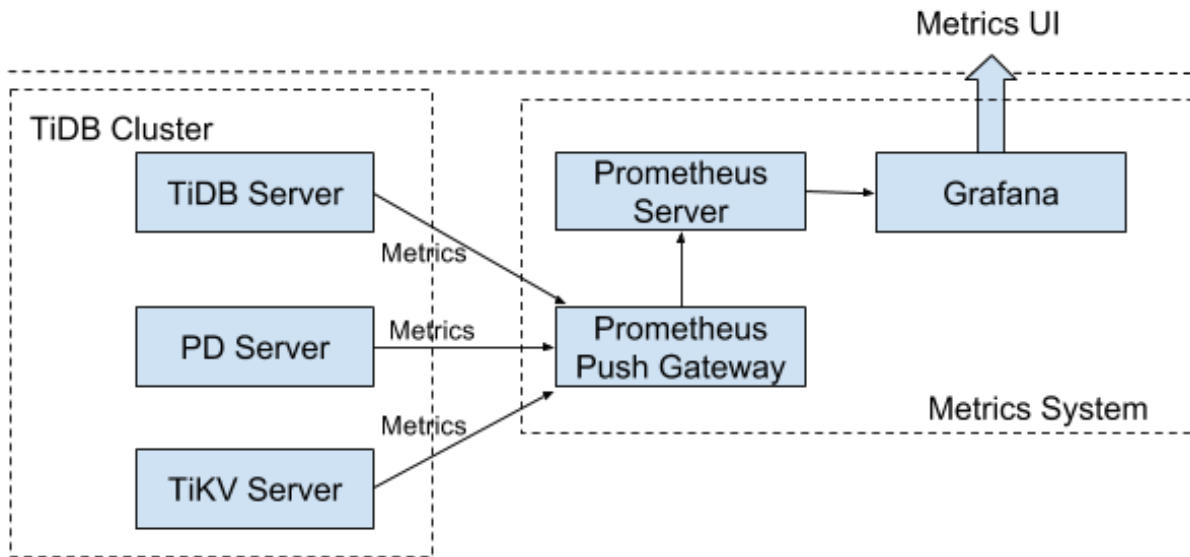 Metrics UI
TiDB Cluster
TiDB Server
Prometheus
Server
Grafana
Metrics
PD Server
Metrics
Prometheus
Push Gateway
Metrics
Metrics System
TiKV Server